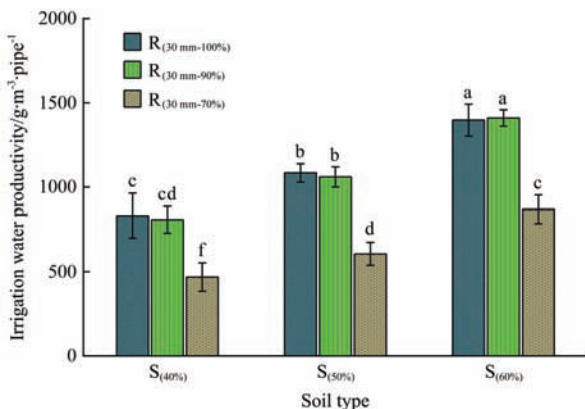 2000
1500
1000
500
0
Irrigation water productivity/g·m⁻³·pipe⁻¹
R(30 mm-100%)
R(30 mm-90%)
R(30 mm-70%)
c
cd
f
b
b
d
a
a
c
S(40%)
S(50%)
S(60%)
Soil type